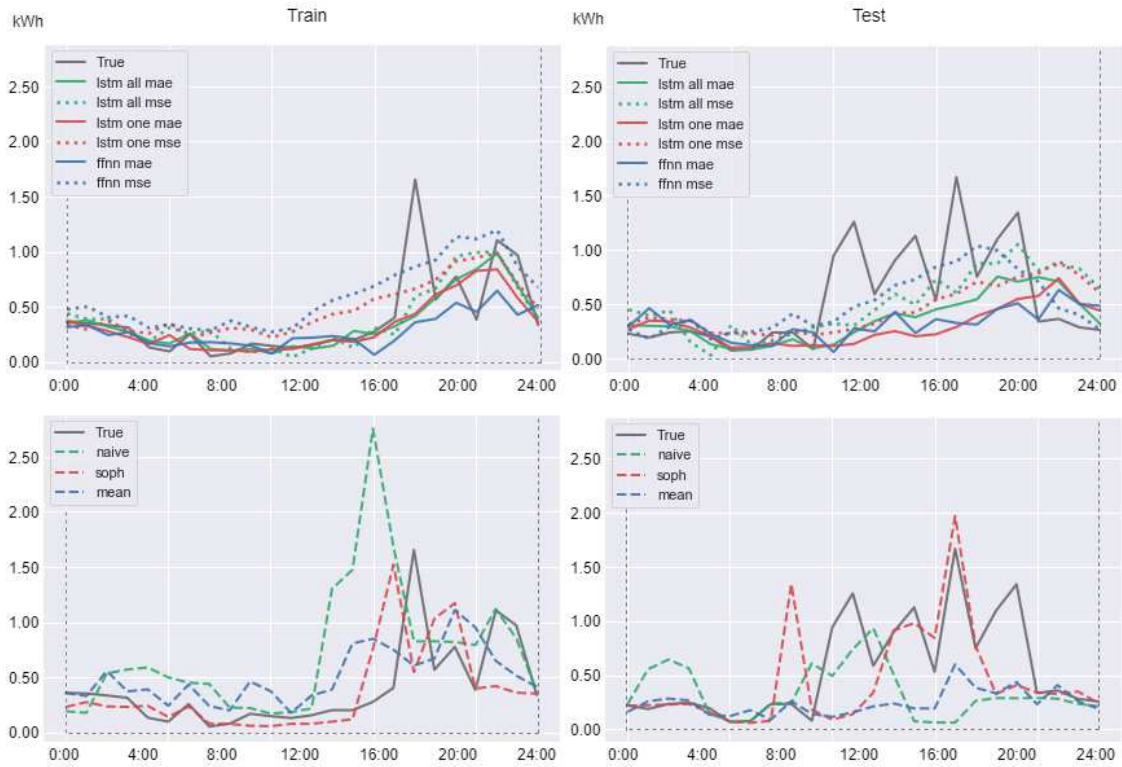 Train
kWh
2.50
2.00
1.50
1.00
0.50
0.00
True
lstm all mae
lstm all mse
lstm one mae
lstm one mse
ffnn mae
ffnn mse
0:00 4:00 8:00 12:00 16:00 20:00 24:00
Test
kWh
2.50
2.00
1.50
1.00
0.50
0.00
True
lstm all mae
lstm all mse
lstm one mae
lstm one mse
ffnn mae
ffnn mse
0:00 4:00 8:00 12:00 16:00 20:00 24:00
2.50
2.00
1.50
1.00
0.50
0.00
True
naive
soph
mean
0:00 4:00 8:00 12:00 16:00 20:00 24:00
2.50
2.00
1.50
1.00
0.50
0.00
True
naive
soph
mean
0:00 4:00 8:00 12:00 16:00 20:00 24:00